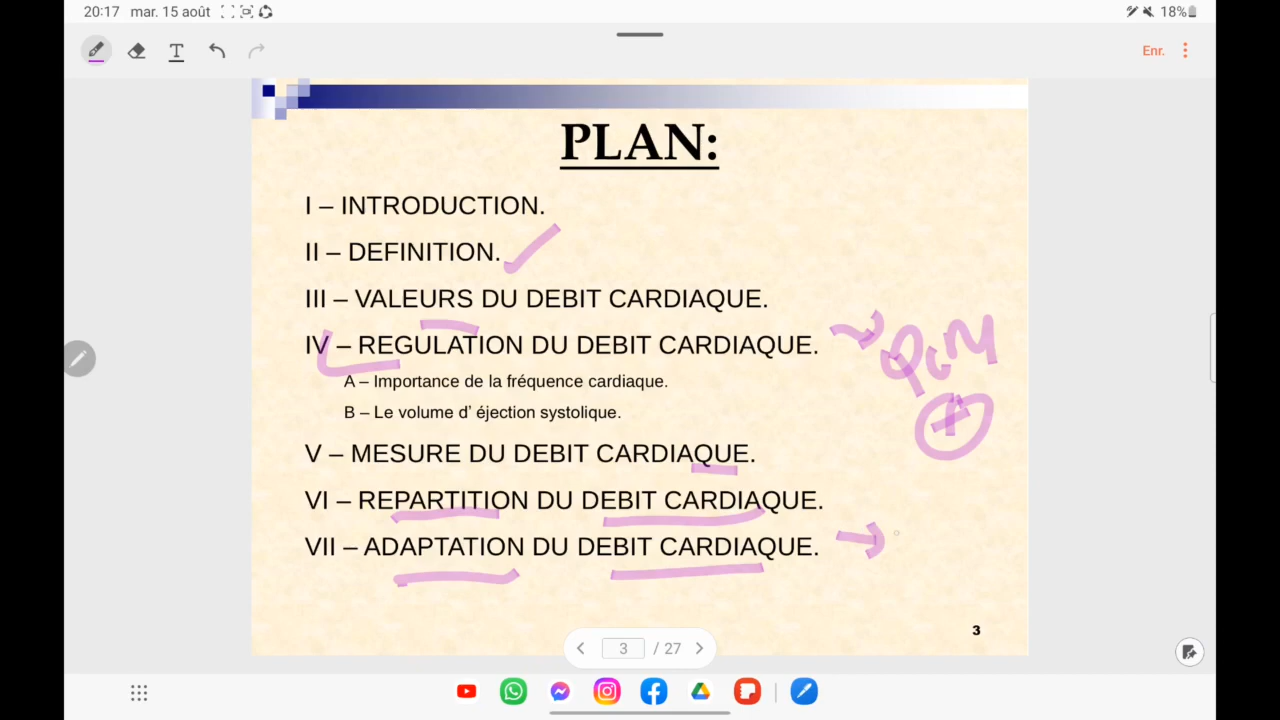 20:17 mar. 15 août
18%
T
Enr.
PLAN:
I – INTRODUCTION.
II – DEFINITION.
III – VALEURS DU DEBIT CARDIAQUE.
IV – REGULATION DU DEBIT CARDIAQUE.
A – Importance de la fréquence cardiaque.
B – Le volume d’ éjection systolique.
V – MESURE DU DEBIT CARDIAQUE.
VI – REPARTITION DU DEBIT CARDIAQUE.
VII – ADAPTATION DU DEBIT CARDIAQUE.
3
3 / 27